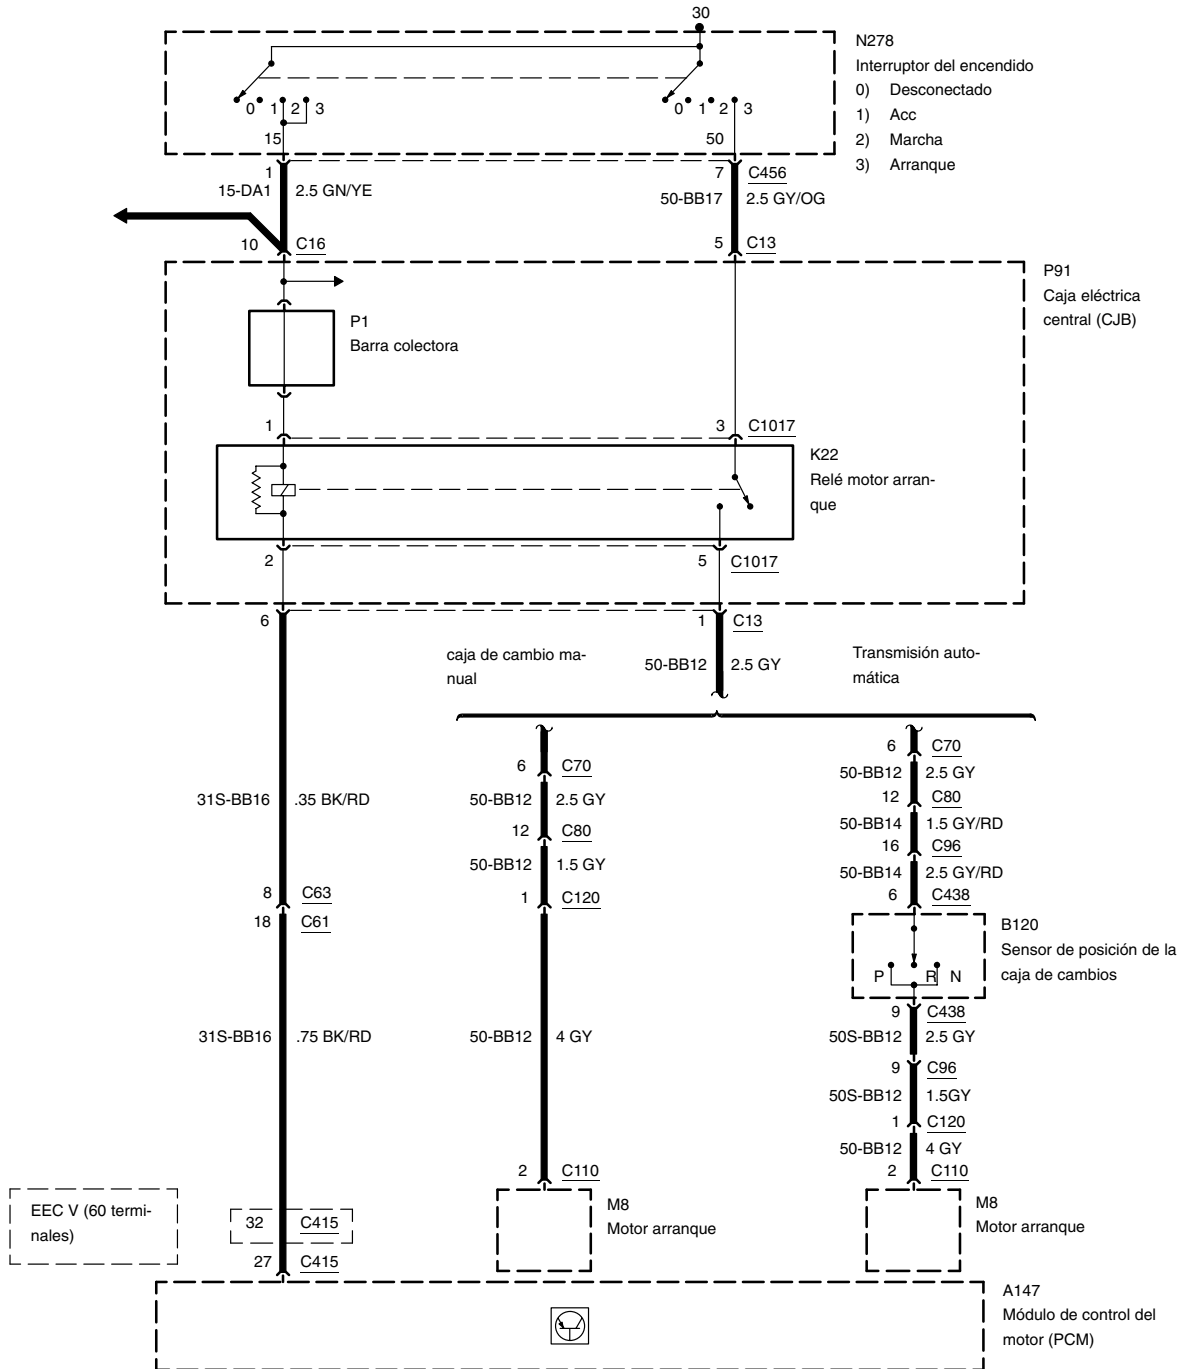 30
N278
Interruptor del encendido
0) Desconectado
1) Acc
2) Marcha
3) Arranque
0 1 2 3
0 1 2 3
15
50
1
7 C456
15-DA1 2.5 GN/YE
50-BB17 2.5 GY/OG
10 C16
5 C13
P91
Caja eléctrica
central (CJB)
P1
Barra colectora
1
3 C1017
K22
Relé motor arran-
que
2
5 C1017
6
1 C13
caja de cambio ma-
nual
50-BB12 2.5 GY
Transmisión auto-
mática
6 C70
50-BB12 2.5 GY
12 C80
50-BB12 1.5 GY
1 C120
50-BB12 4 GY
2 C110
M8
Motor arranque
6 C70
50-BB12 2.5 GY
12 C80
50-BB14 1.5 GY/RD
16 C96
50-BB14 2.5 GY/RD
6 C438
B120
Sensor de posición de la
caja de cambios
P R N
9 C438
50S-BB12 2.5 GY
9 C96
50S-BB12 1.5GY
1 C120
50-BB12 4 GY
2 C110
M8
Motor arranque
31S-BB16 .35 BK/RD
8 C63
18 C61
31S-BB16 .75 BK/RD
EEC V (60 termi-
nales)
32 C415
27 C415
A147
Módulo de control del
motor (PCM)